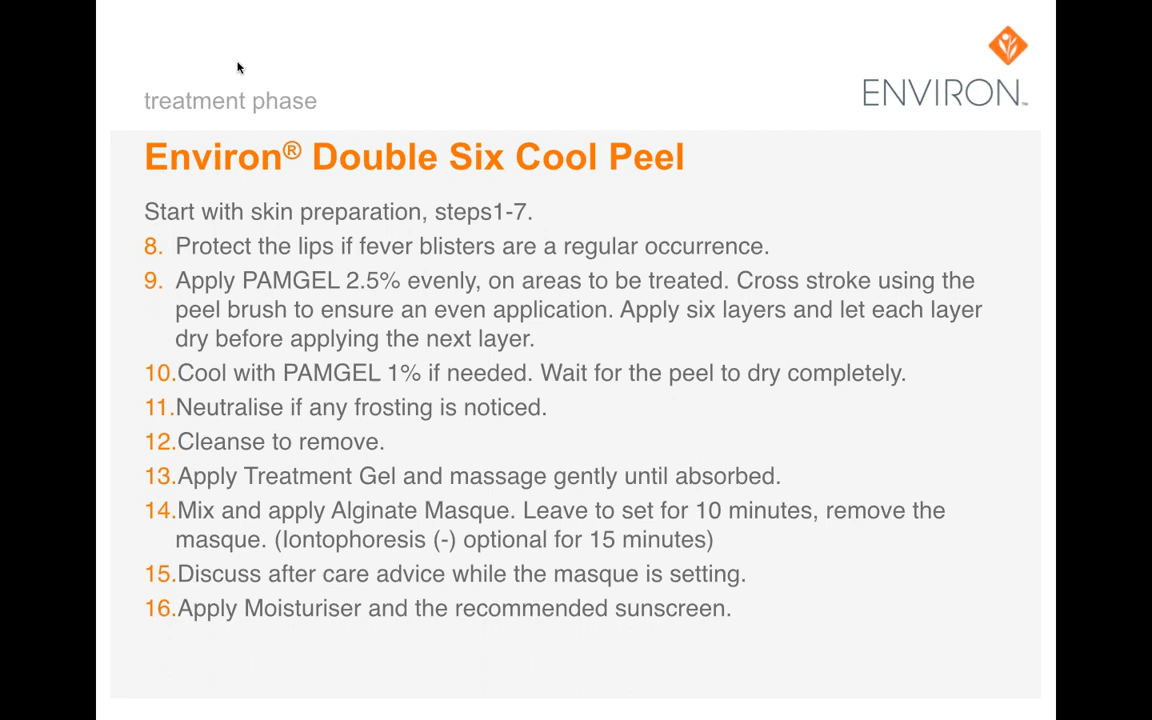 ENVIRON™
treatment phase
Environ® Double Six Cool Peel
Start with skin preparation, steps1-7.
8. Protect the lips if fever blisters are a regular occurrence.
9. Apply PAMGEL 2.5% evenly, on areas to be treated. Cross stroke using the
peel brush to ensure an even application. Apply six layers and let each layer
dry before applying the next layer.
10.Cool with PAMGEL 1% if needed. Wait for the peel to dry completely.
11.Neutralise if any frosting is noticed.
12.Cleanse to remove.
13.Apply Treatment Gel and massage gently until absorbed.
14.Mix and apply Alginate Masque. Leave to set for 10 minutes, remove the
masque. (Iontophoresis (-) optional for 15 minutes)
15.Discuss after care advice while the masque is setting.
16.Apply Moisturiser and the recommended sunscreen.